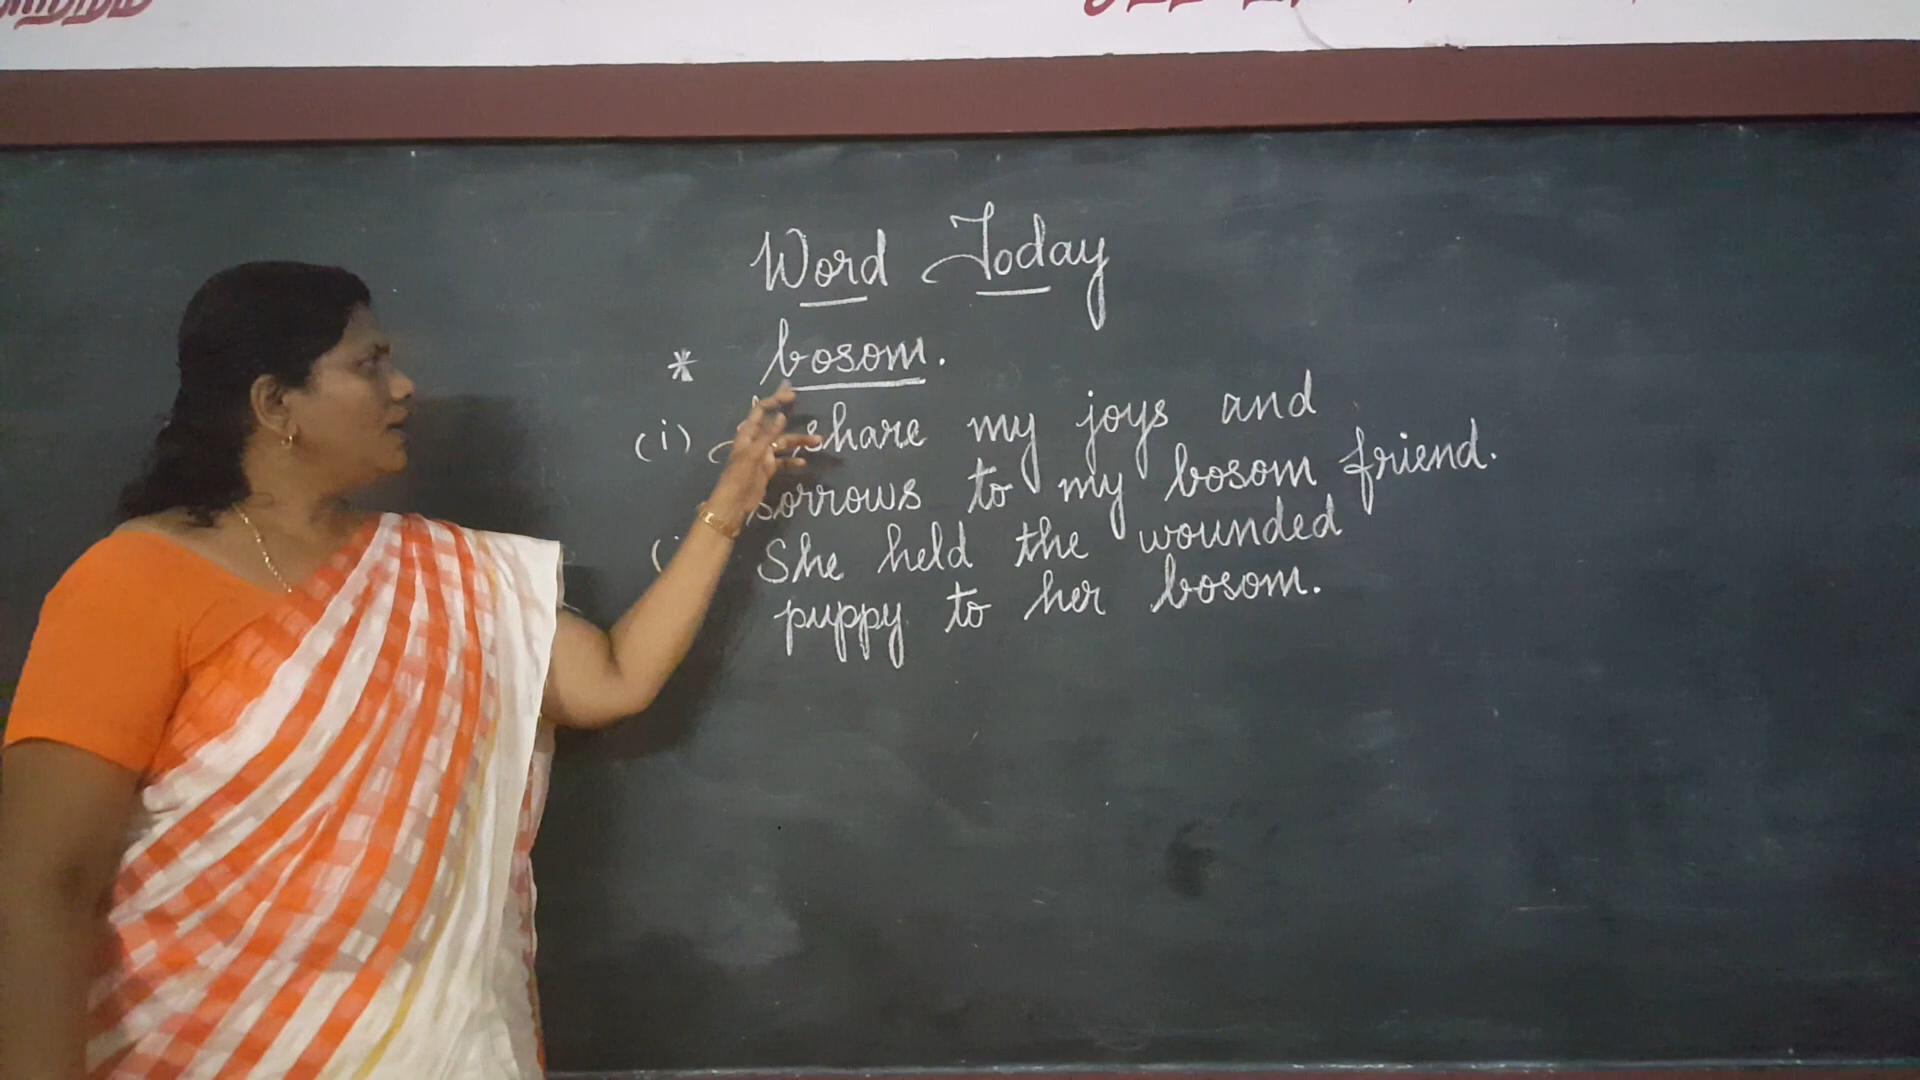 Word Today
* bosom.
(i) share my joys and
sorrows to my bosom friend.
She held the wounded
puppy to her bosom.